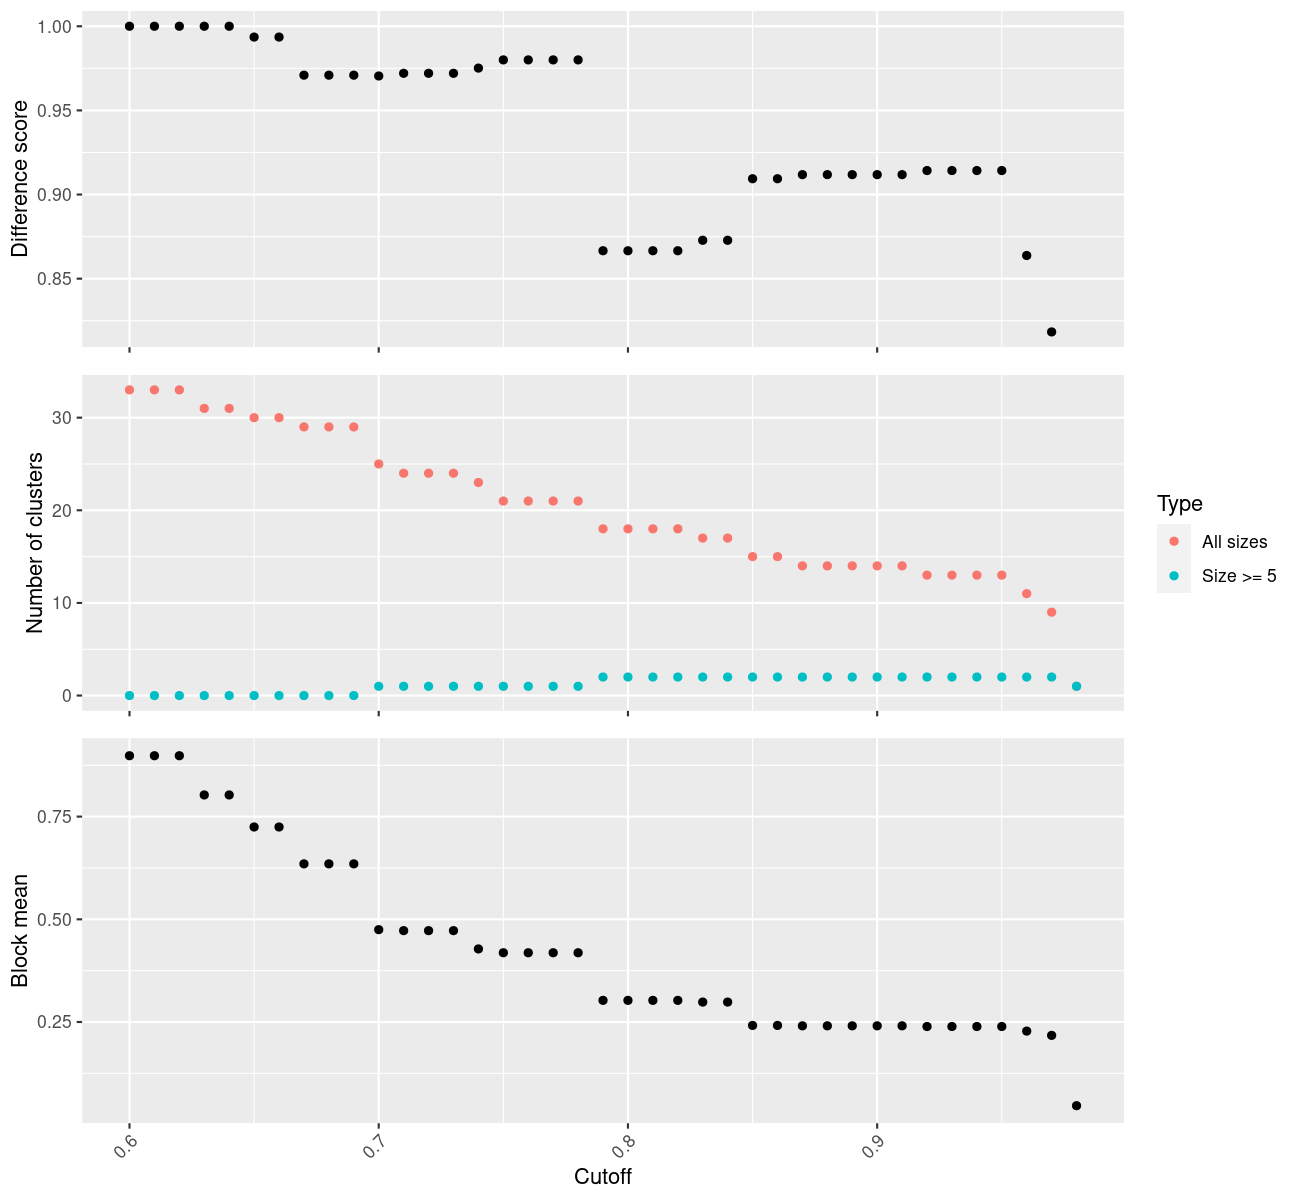 Difference score
1.00
0.95
0.90
0.85
Number of clusters
30
20
10
0
Type
All sizes
Size >= 5
Block mean
0.75
0.50
0.25
0.6
0.7
0.8
0.9
Cutoff